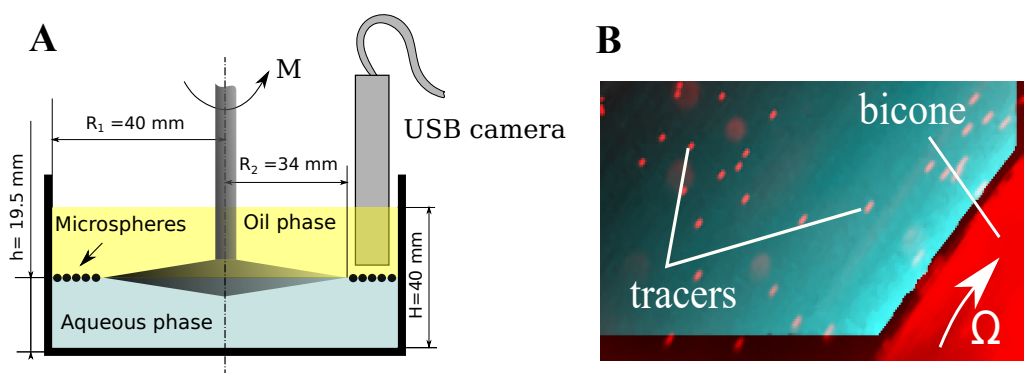 A
M
USB camera
R₁ =40 mm
R₂ =34 mm
h= 19.5 mm
Microspheres
Oil phase
H=40 mm
Aqueous phase
B
bicone
tracers
Ω